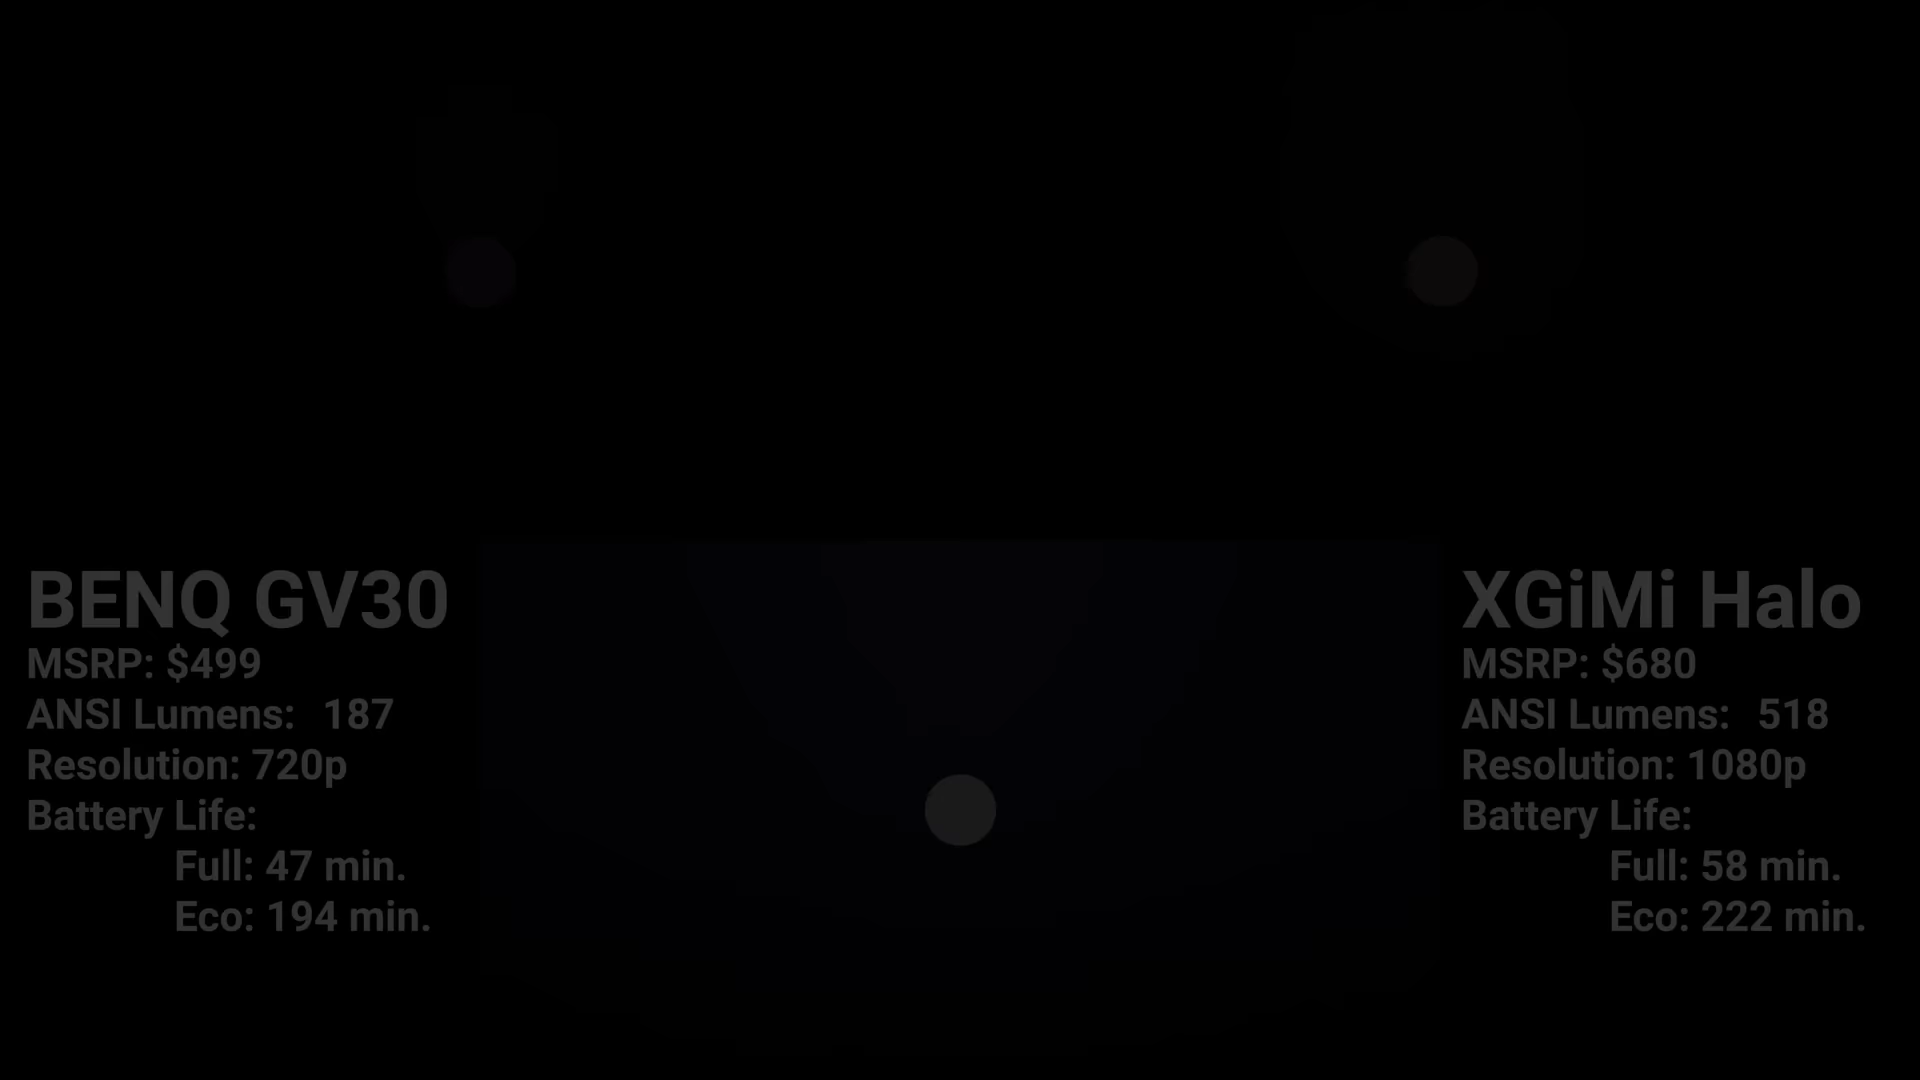 BENQ GV30
MSRP: $499
ANSI Lumens: 187
Resolution: 720p
Battery Life:
Full: 47 min.
Eco: 194 min.
XGiMi Halo
MSRP: $680
ANSI Lumens: 518
Resolution: 1080p
Battery Life:
Full: 58 min.
Eco: 222 min.